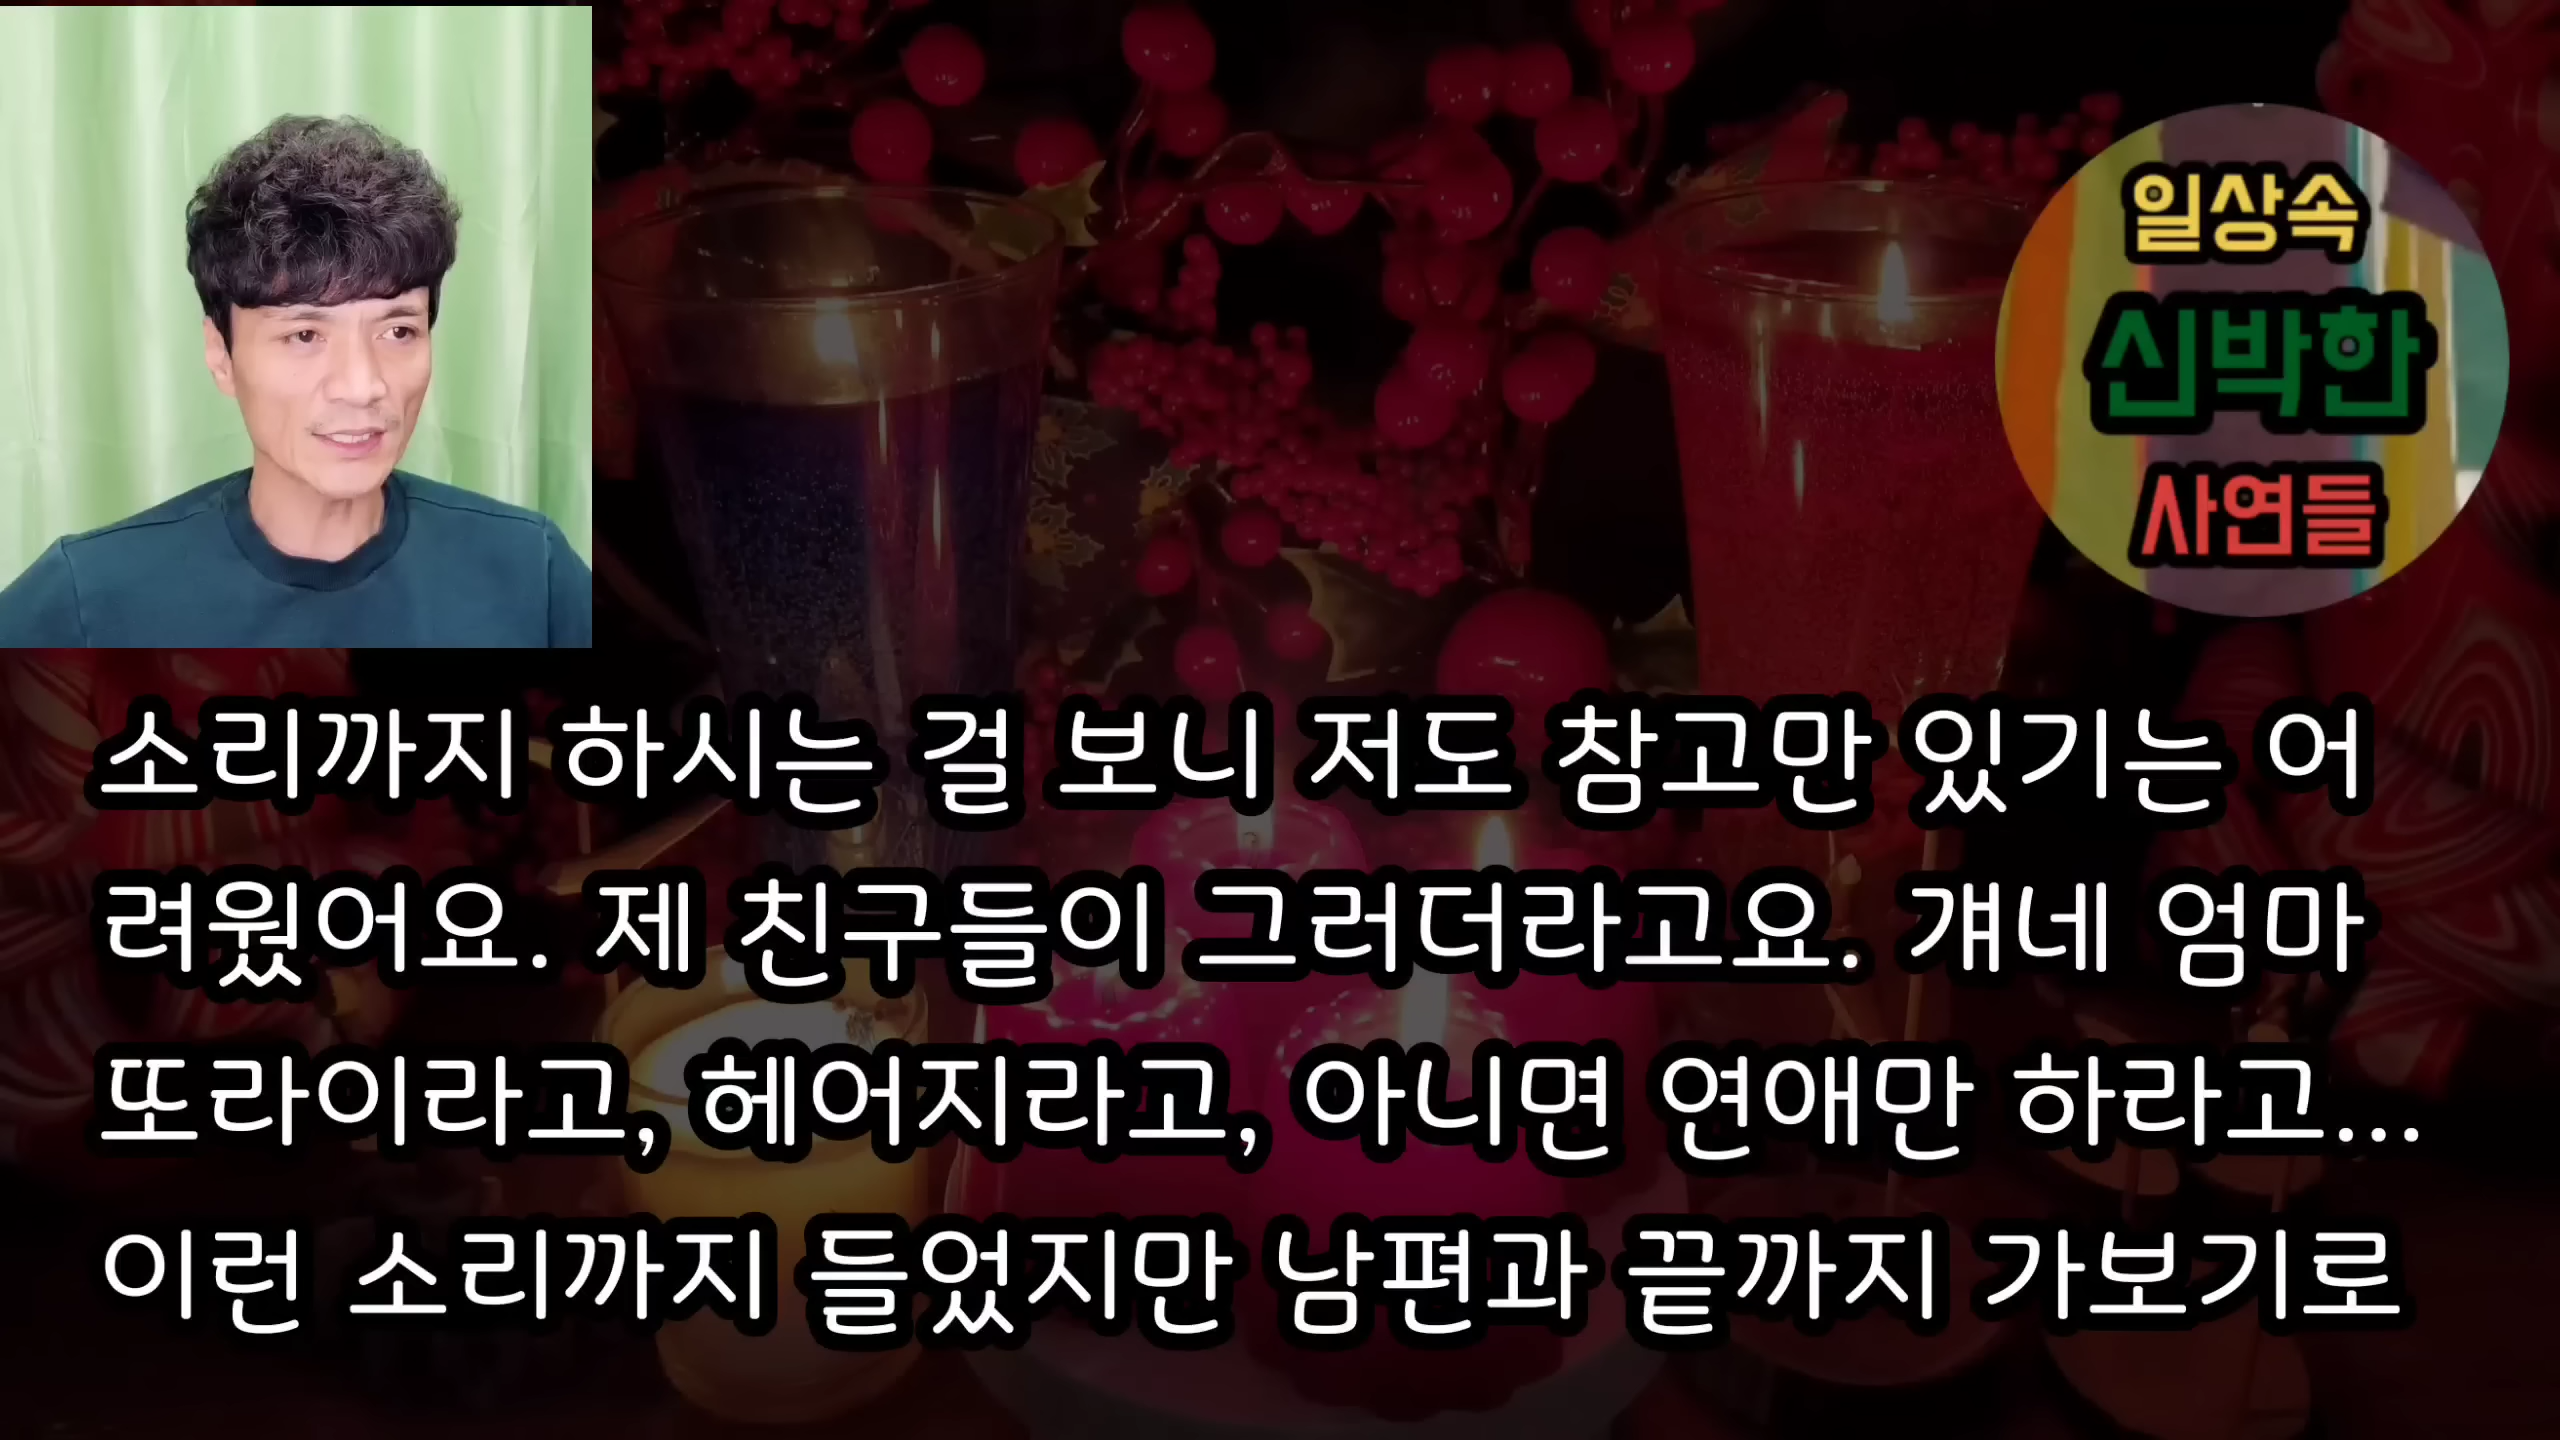 일상속
신박한
사연들
소리까지 하시는 걸 보니 저도 참고만 있기는 어
려웠어요. 제 친구들이 그러더라고요. 걔네 엄마
또라이라고, 헤어지라고, 아니면 연애만 하라고...
이런 소리까지 들었지만 남편과 끝까지 가보기로